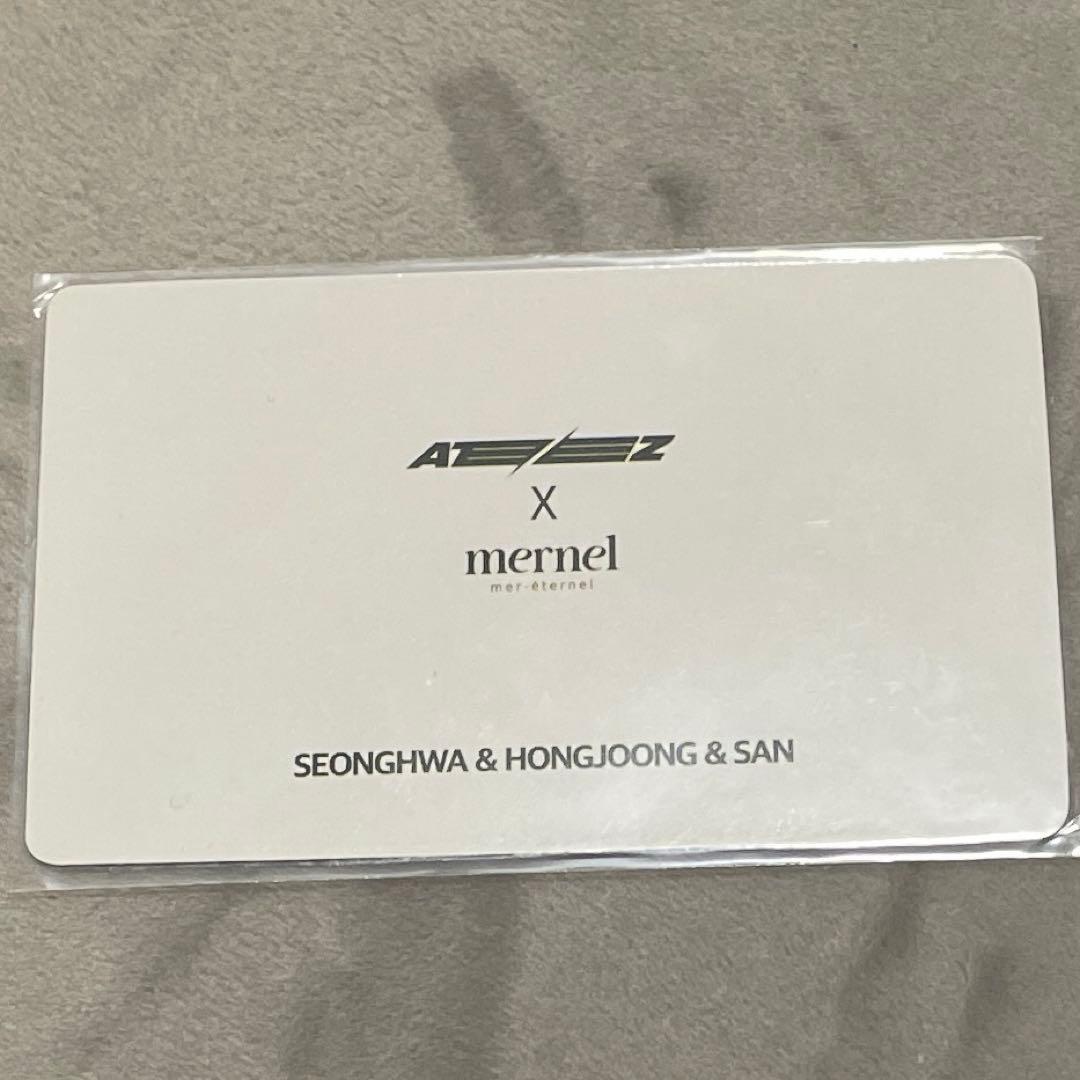 ATEEZ
X
mernel
mer-éternel
SEONGHWA & HONGJOONG & SAN